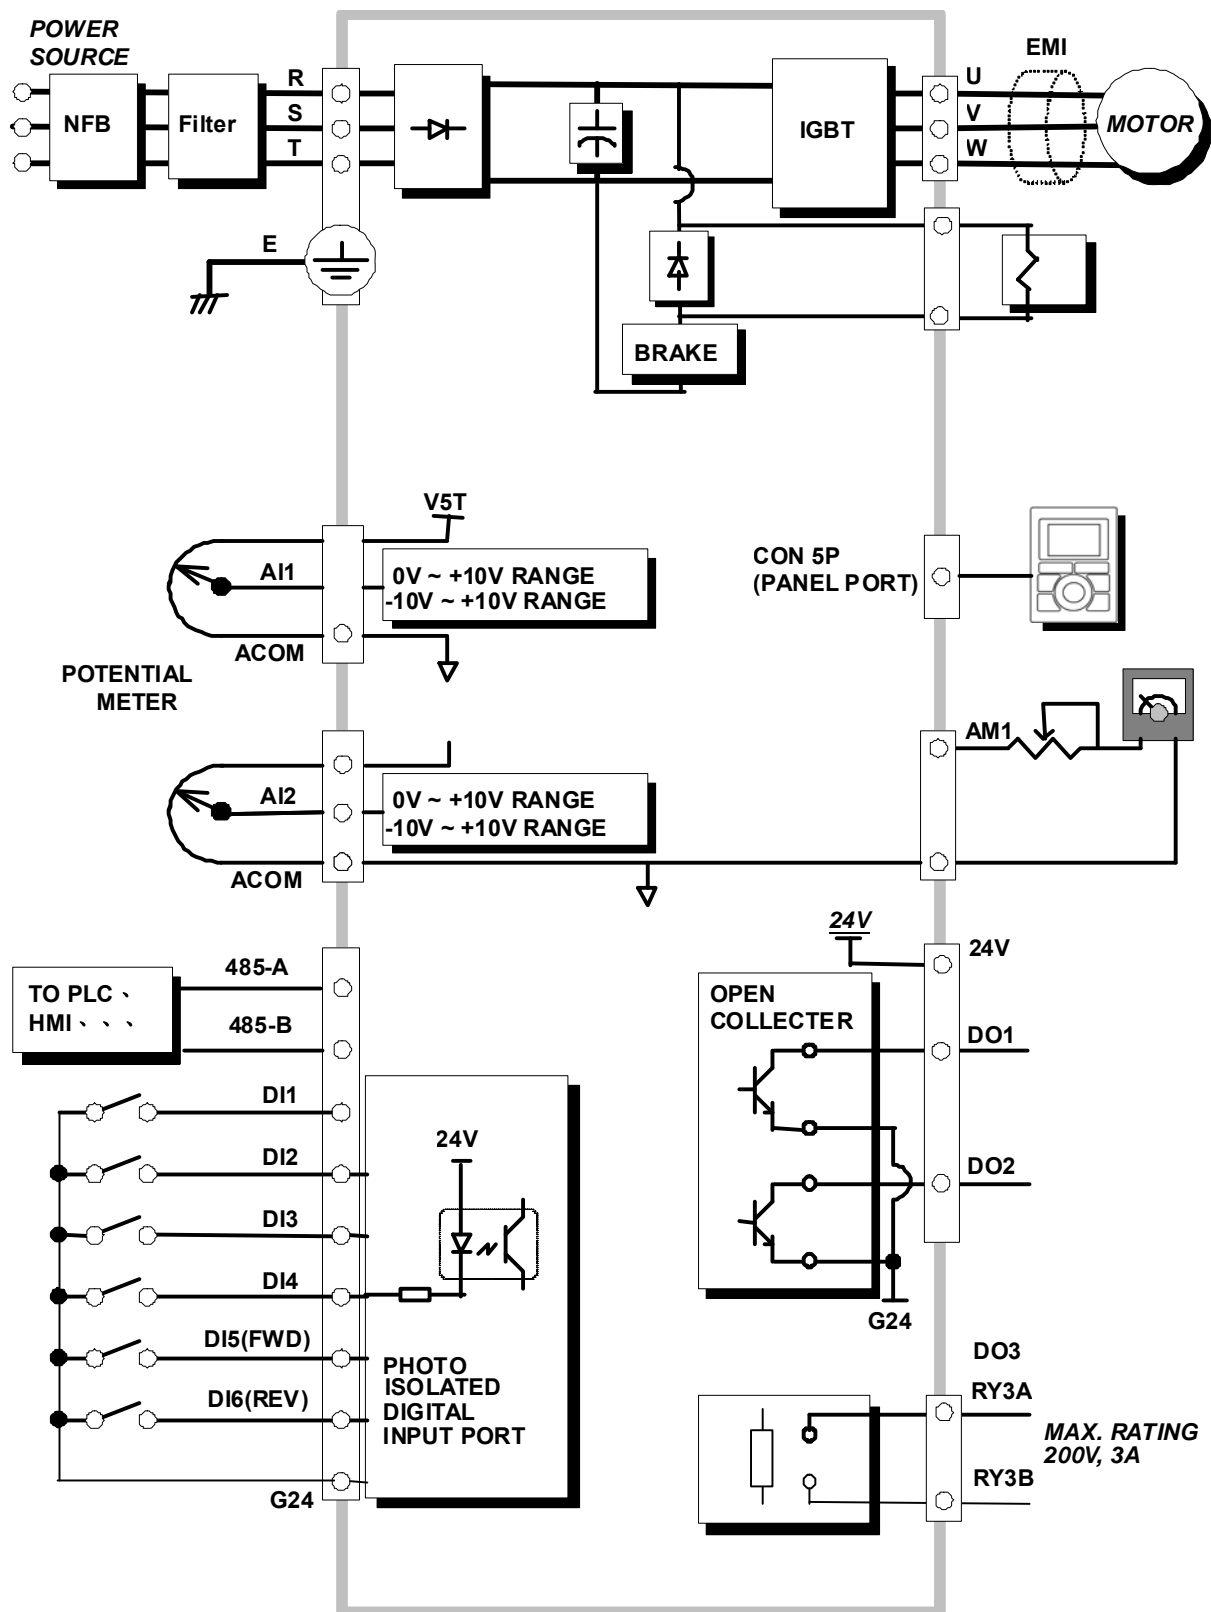 POWER
SOURCE
EMI
NFB
Filter
R
S
T
IGBT
U
V
W
MOTOR
E
BRAKE
V5T
AI1
0V ~ +10V RANGE
-10V ~ +10V RANGE
ACOM
CON 5P
(PANEL PORT)
POTENTIAL
METER
AM1
AI2
0V ~ +10V RANGE
-10V ~ +10V RANGE
ACOM
24V
24V
485-A
TO PLC、
HMI、、、
485-B
OPEN
COLLECTER
DO1
DI1
24V
DI2
DO2
DI3
DI4
G24
DI5(FWD)
DI6(REV)
PHOTO
ISOLATED
DIGITAL
INPUT PORT
G24
DO3
RY3A
MAX. RATING
200V, 3A
RY3B